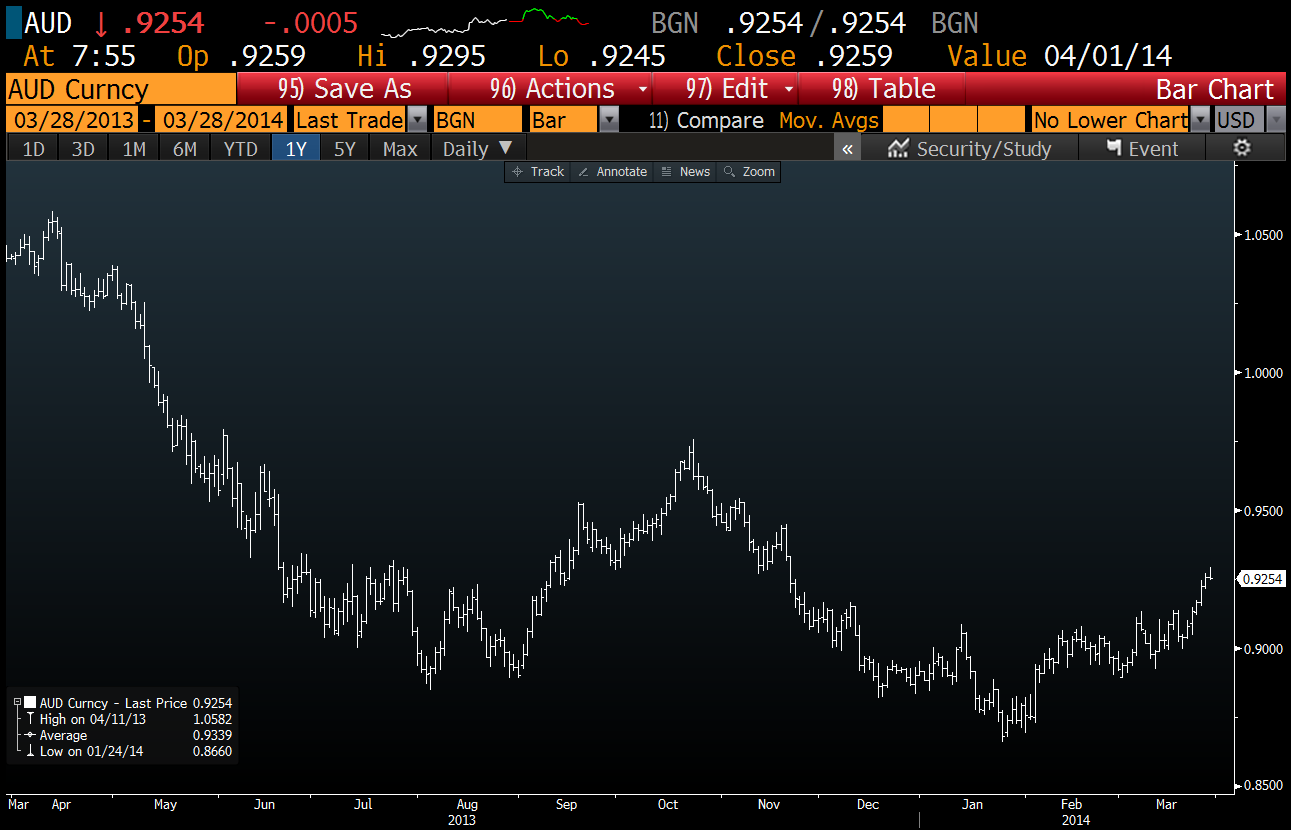 AUD ↓ .9254 -.0005 BGN .9254/.9254 BGN
At 7:55 Op .9259 Hi .9295 Lo .9245 Close .9259 Value 04/01/14
AUD Curncy 95) Save As 96) Actions 97) Edit 98) Table Bar Chart
03/28/2013 - 03/28/2014 Last Trade BGN Bar 11) Compare Mov. Avgs No Lower Chart USD
1D 3D 1M 6M YTD 1Y 5Y Max Daily ▼ « Security/Study Event
Track Annotate News Zoom
1.0500
1.0000
0.9500
0.9254
0.9000
0.8500
AUD Curncy - Last Price 0.9254
High on 04/11/13 1.0582
Average 0.9339
Low on 01/24/14 0.8660
Mar Apr May Jun Jul Aug Sep Oct Nov Dec Jan Feb Mar
2013 2014